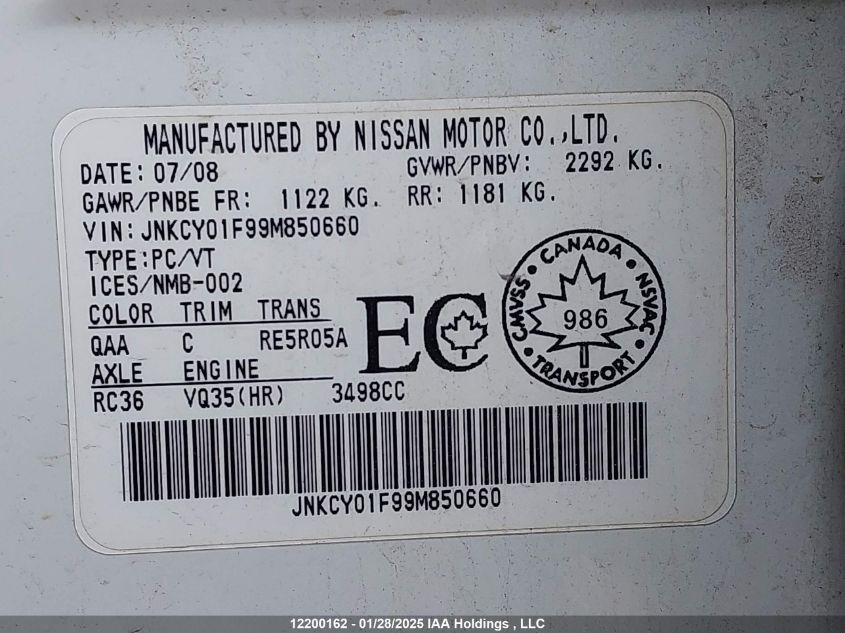 MANUFACTURED BY NISSAN MOTOR CO.,LTD.
DATE: 07/08 GVWR/PNBV: 2292 KG.
GAWR/PNBE FR: 1122 KG. RR: 1181 KG.
VIN: JNKCY01F99M850660
TYPE:PC/VT
ICES/NMB-002
COLOR TRIM TRANS
QAA C RE5R05A
AXLE ENGINE
RC36 VQ35(HR) 3498CC
EC
CANADA
CMVSS NSVAC
986
TRANSPORT
JNKCY01F99M850660
12200162 - 01/28/2025 IAA Holdings , LLC